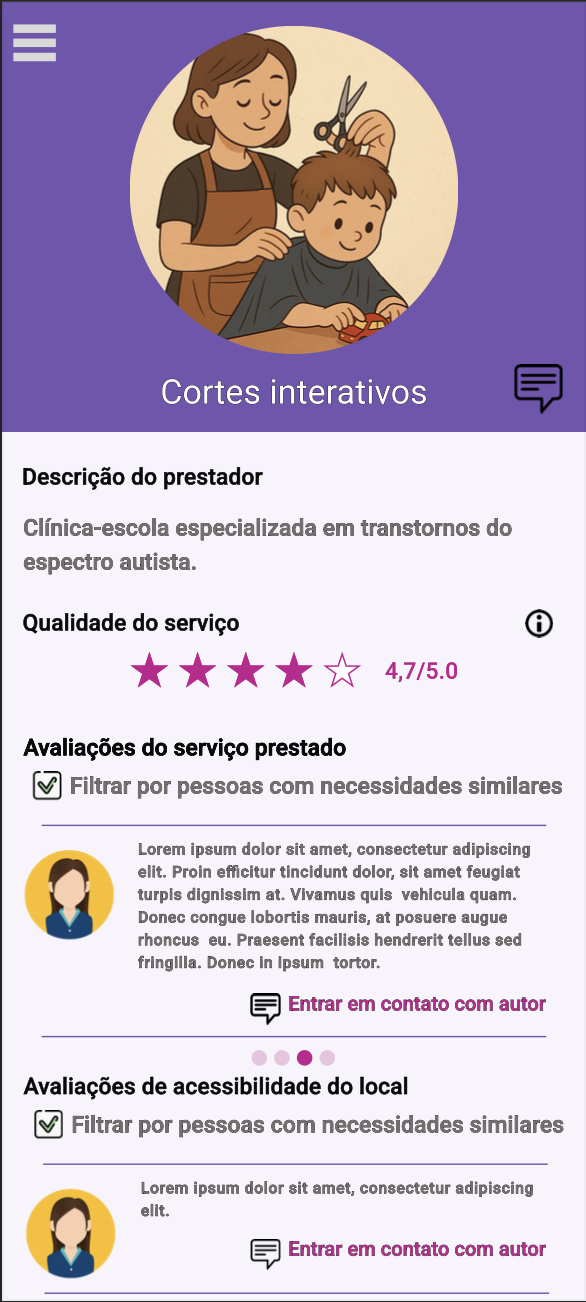 Cortes interativos
Descrição do prestador
Clínica-escola especializada em transtornos do
espectro autista.
Qualidade do serviço
4,7/5.0
Avaliações do serviço prestado
Filtrar por pessoas com necessidades similares
Lorem ipsum dolor sit amet, consectetur adipiscing
elit. Proin efficitur tincidunt dolor, sit amet feugiat
turpis dignissim at. Vivamus quis  vehicula quam.
Donec congue lobortis mauris, at posuere augue
rhoncus  eu. Praesent facilisis hendrerit tellus sed
fringilla. Donec in ipsum  tortor.
Entrar em contato com autor
Avaliações de acessibilidade do local
Filtrar por pessoas com necessidades similares
Lorem ipsum dolor sit amet, consectetur adipiscing
elit.
Entrar em contato com autor